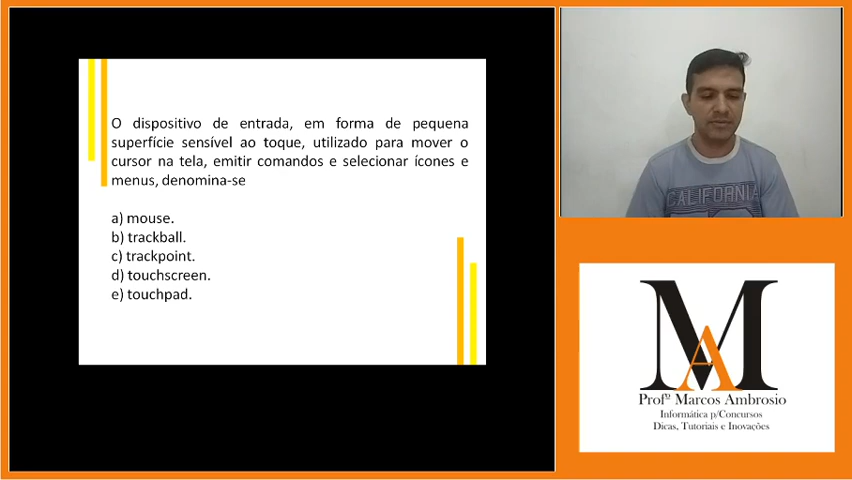 O dispositivo de entrada, em forma de pequena
superfície sensível ao toque, utilizado para mover o
cursor na tela, emitir comandos e selecionar ícones e
menus, denomina-se
a) mouse.
b) trackball.
c) trackpoint.
d) touchscreen.
e) touchpad.
CALIFORNIA
MA
Profº Marcos Ambrosio
Informática p/Concursos
Dicas, Tutoriais e Inovações